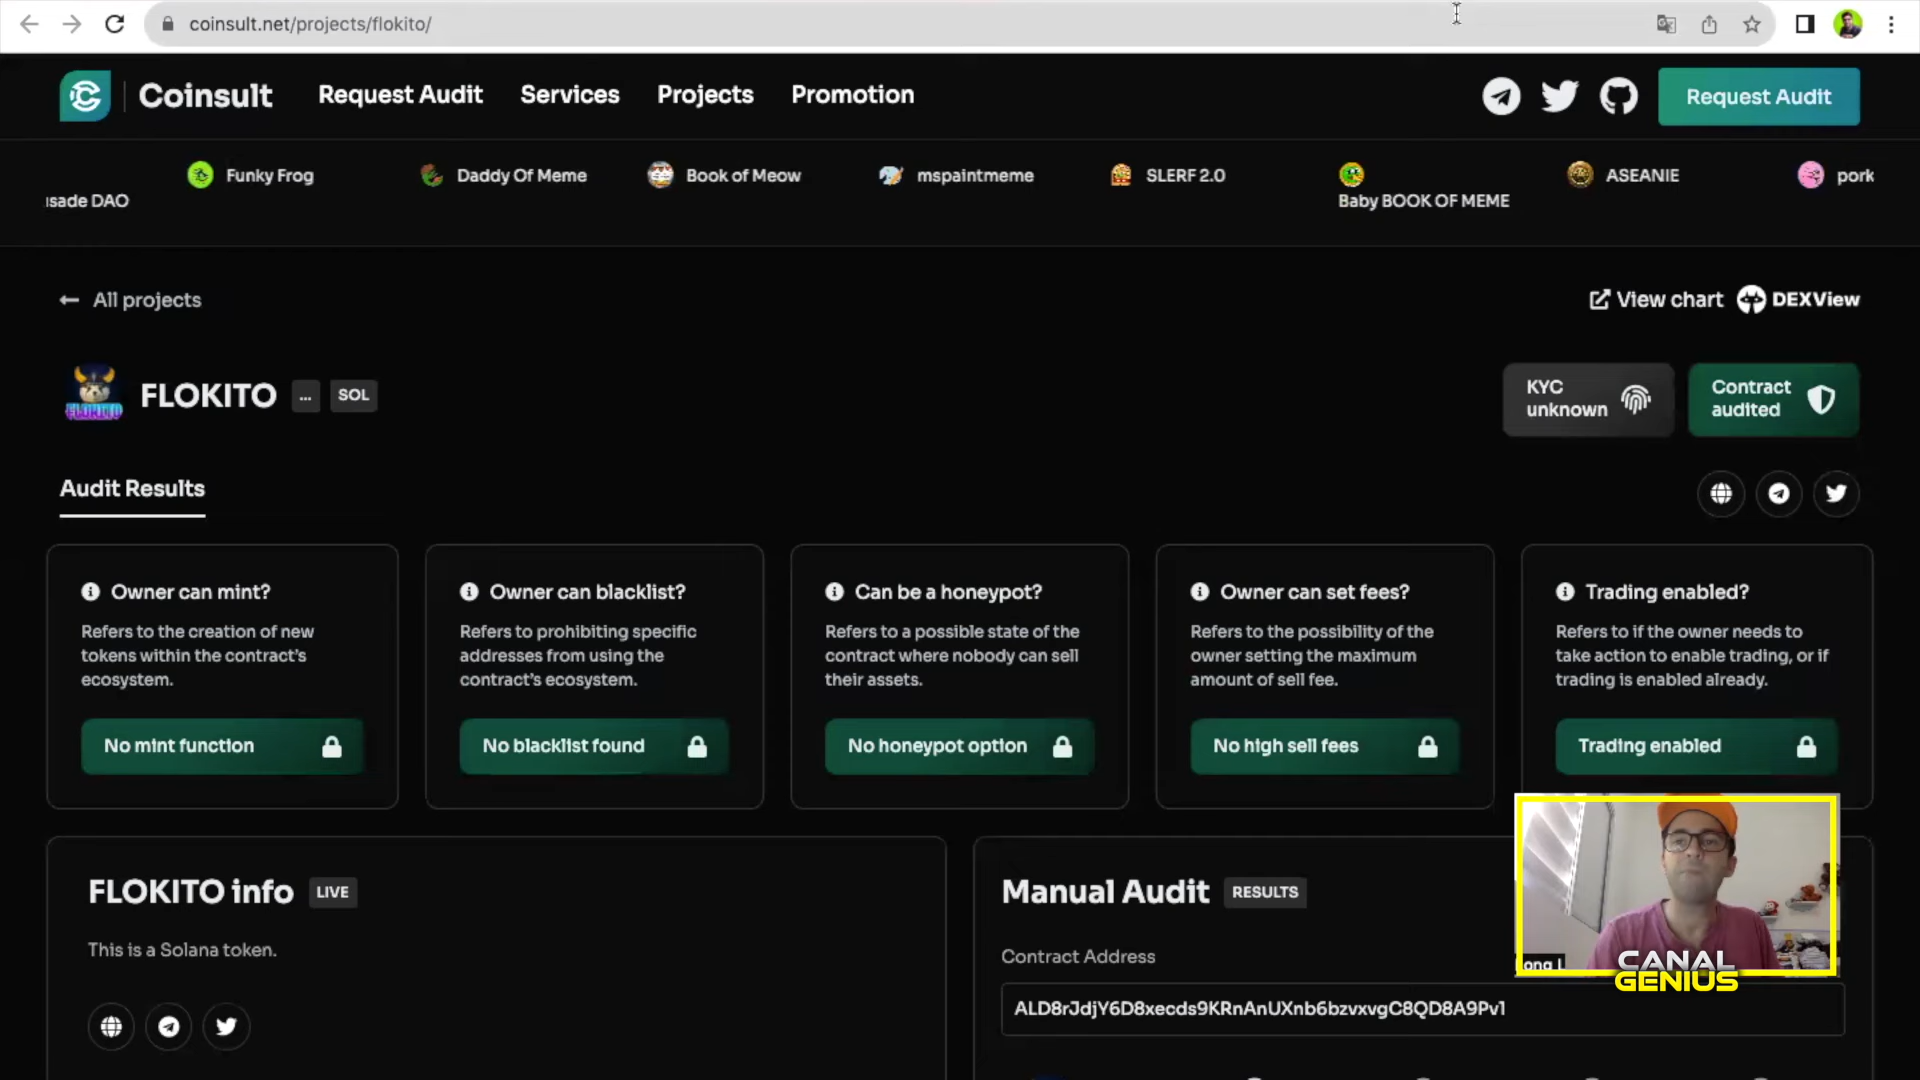 coinsult.net/projects/flokito/
Coinsult
Request Audit
Services
Projects
Promotion
Request Audit
Funky Frog
Daddy Of Meme
Book of Meow
mspaintmeme
SLERF 2.0
ASEANIE
pork
DAO
Baby BOOK OF MEME
All projects
View chart
DEXView
FLOKITO
...
SOL
KYC
unknown
Contract
audited
Audit Results
Owner can mint?
Refers to the creation of new
tokens within the contract's
ecosystem.
No mint function
Owner can blacklist?
Refers to prohibiting specific
addresses from using the
contract's ecosystem.
No blacklist found
Can be a honeypot?
Refers to a possible state of the
contract where nobody can sell
their assets.
No honeypot option
Owner can set fees?
Refers to the possibility of the
owner setting the maximum
amount of sell fee.
No high sell fees
Trading enabled?
Refers to if the owner needs to
take action to enable trading, or if
trading is enabled already.
Trading enabled
FLOKITO info
LIVE
This is a Solana token.
Manual Audit
RESULTS
Contract Address
ALD8rJdjY6D8xecds9KRnAnUXnb6bzvxvgC8QD8A9Pv1
CANAL
GENIUS